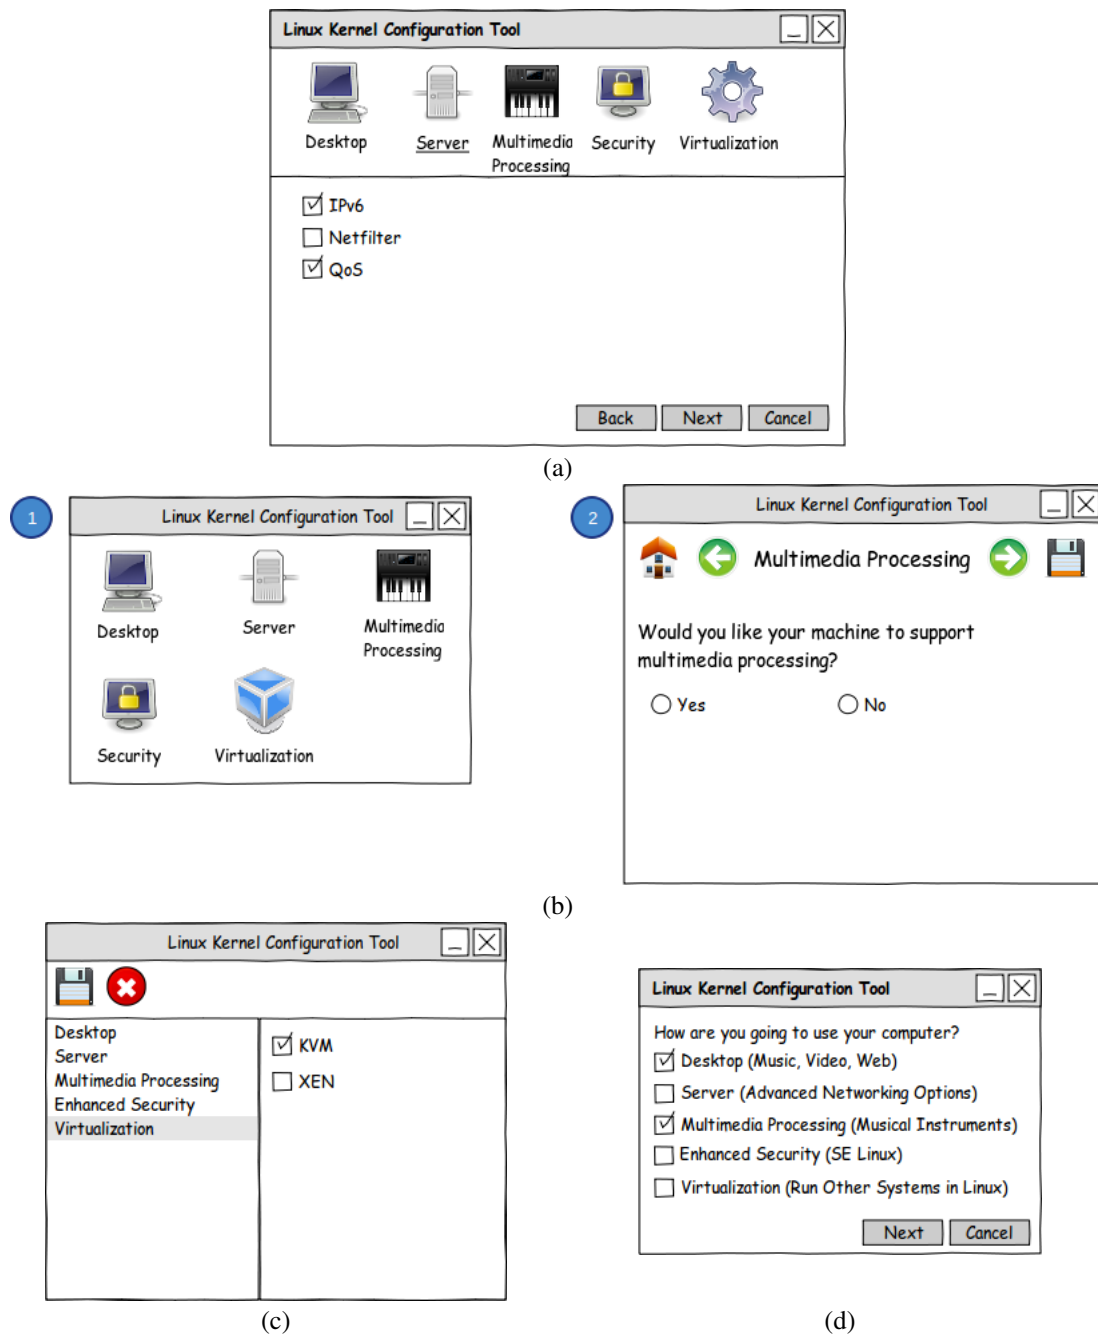 Linux Kernel Configuration Tool
Desktop
Server
Multimedia
Processing
Security
Virtualization
IPv6
Netfilter
QoS
Back
Next
Cancel
(a)
1
Linux Kernel Configuration Tool
Desktop
Server
Multimedia
Processing
Security
Virtualization
2
Linux Kernel Configuration Tool
Multimedia Processing
Would you like your machine to support
multimedia processing?
Yes
No
(b)
Linux Kernel Configuration Tool
Desktop
Server
Multimedia Processing
Enhanced Security
Virtualization
KVM
XEN
(c)
Linux Kernel Configuration Tool
How are you going to use your computer?
Desktop (Music, Video, Web)
Server (Advanced Networking Options)
Multimedia Processing (Musical Instruments)
Enhanced Security (SE Linux)
Virtualization (Run Other Systems in Linux)
Next
Cancel
(d)